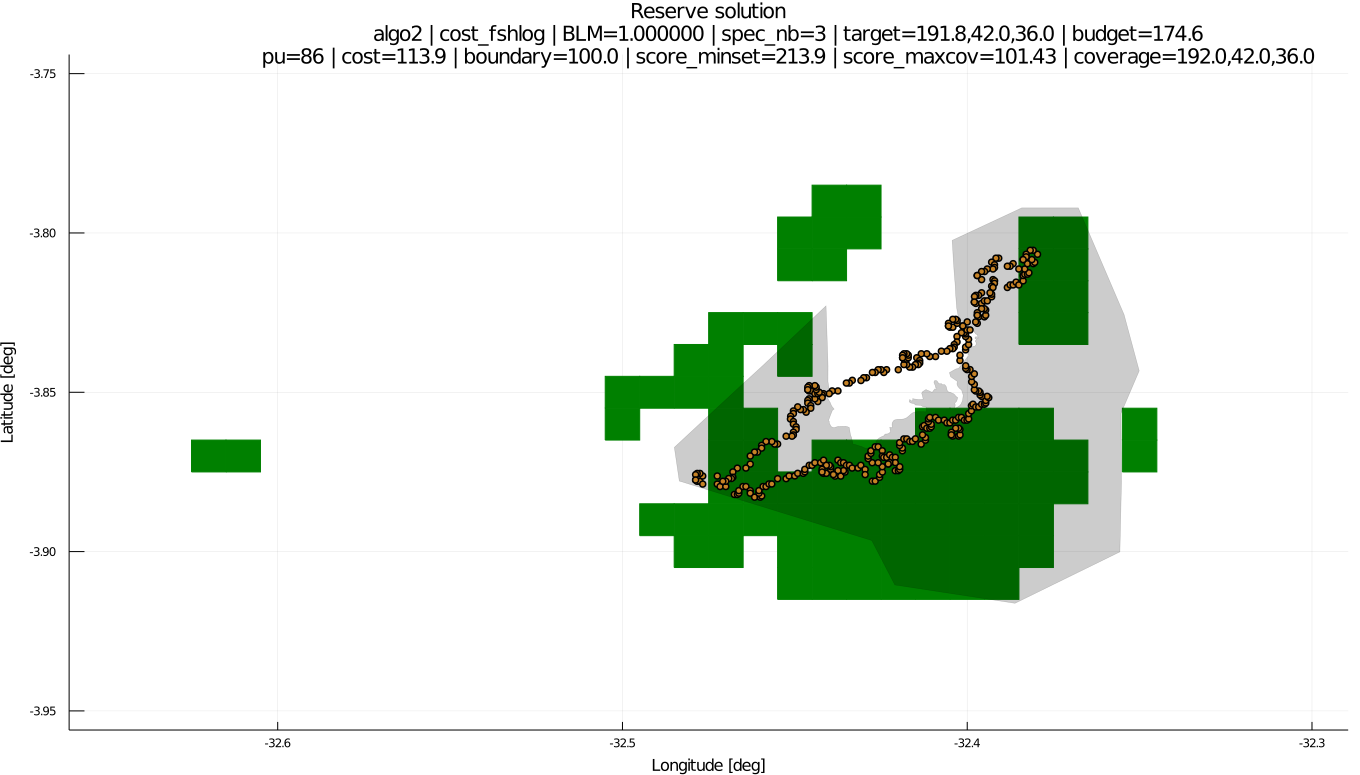 Reserve solution
algo2 | cost_fshlog | BLM=1.000000 | spec_nb=3 | target=191.8,42.0,36.0 | budget=174.6
pu=86 | cost=113.9 | boundary=100.0 | score_minset=213.9 | score_maxcov=101.43 | coverage=192.0,42.0,36.0
-3.75
-3.80
-3.85
-3.90
-3.95
Latitude [deg]
-32.6
-32.5
-32.4
-32.3
Longitude [deg]